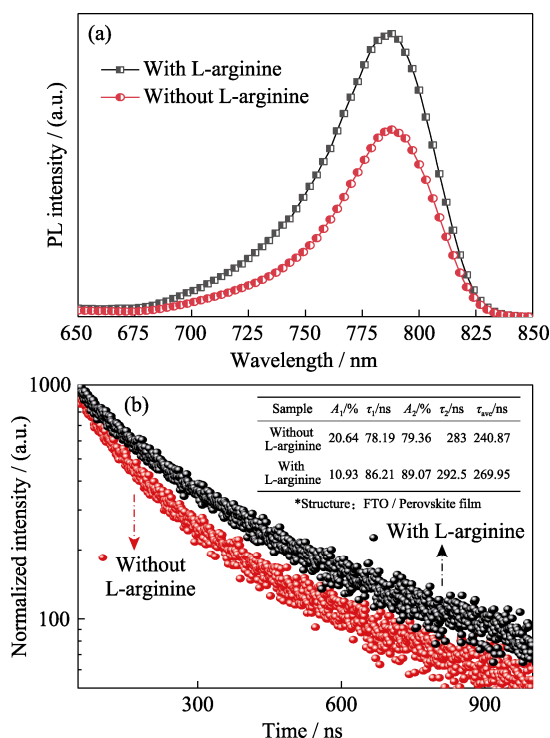 (a)
With L-arginine
Without L-arginine
PL intensity / (a.u.)
650 675 700 725 750 775 800 825 850
Wavelength / nm
(b)
1000
100
Normalized intensity / (a.u.)
Sample A₁/% τ₁/ns A₂/% τ₂/ns τave/ns
Without
L-arginine 20.64 78.19 79.36 283 240.87
With
L-arginine 10.93 86.21 89.07 292.5 269.95
*Structure: FTO / Perovskite film
With L-arginine
Without
L-arginine
300 600 900
Time / ns